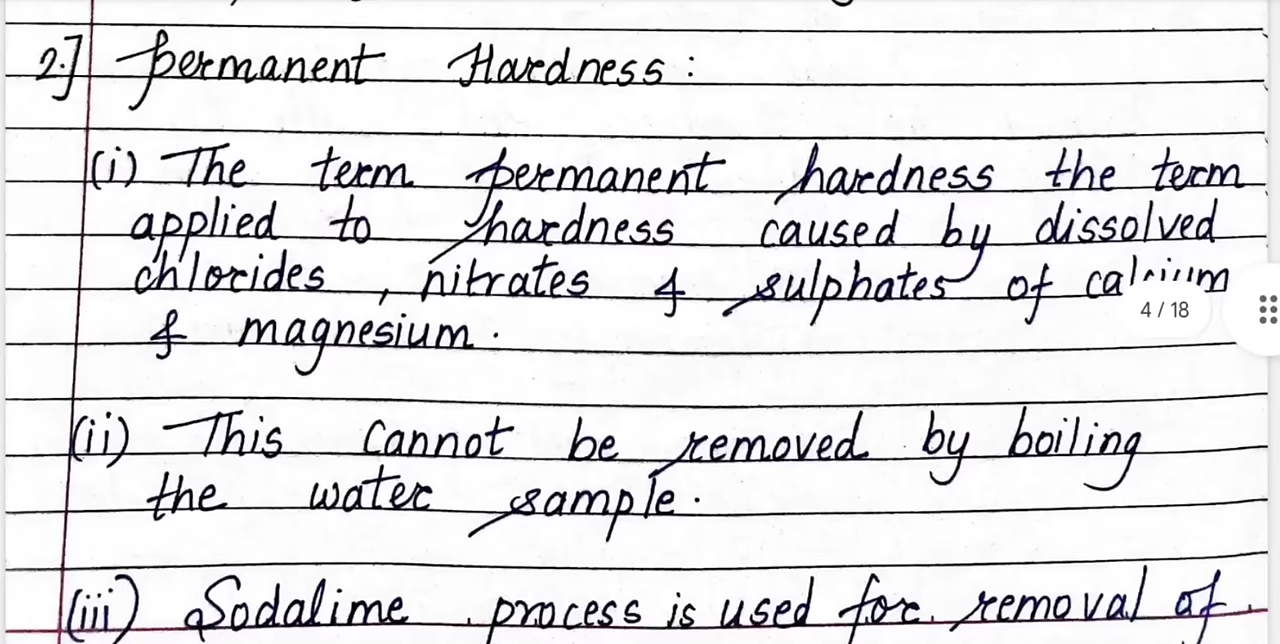 2.] Permanent Hardness :
(i) The term permanent hardness the term
applied to hardness caused by dissolved
chlorides , nitrates & sulphates of calcium
4 / 18
& magnesium .
(ii) This cannot be removed by boiling
the water sample .
(iii) Sodalime process is used for removal of